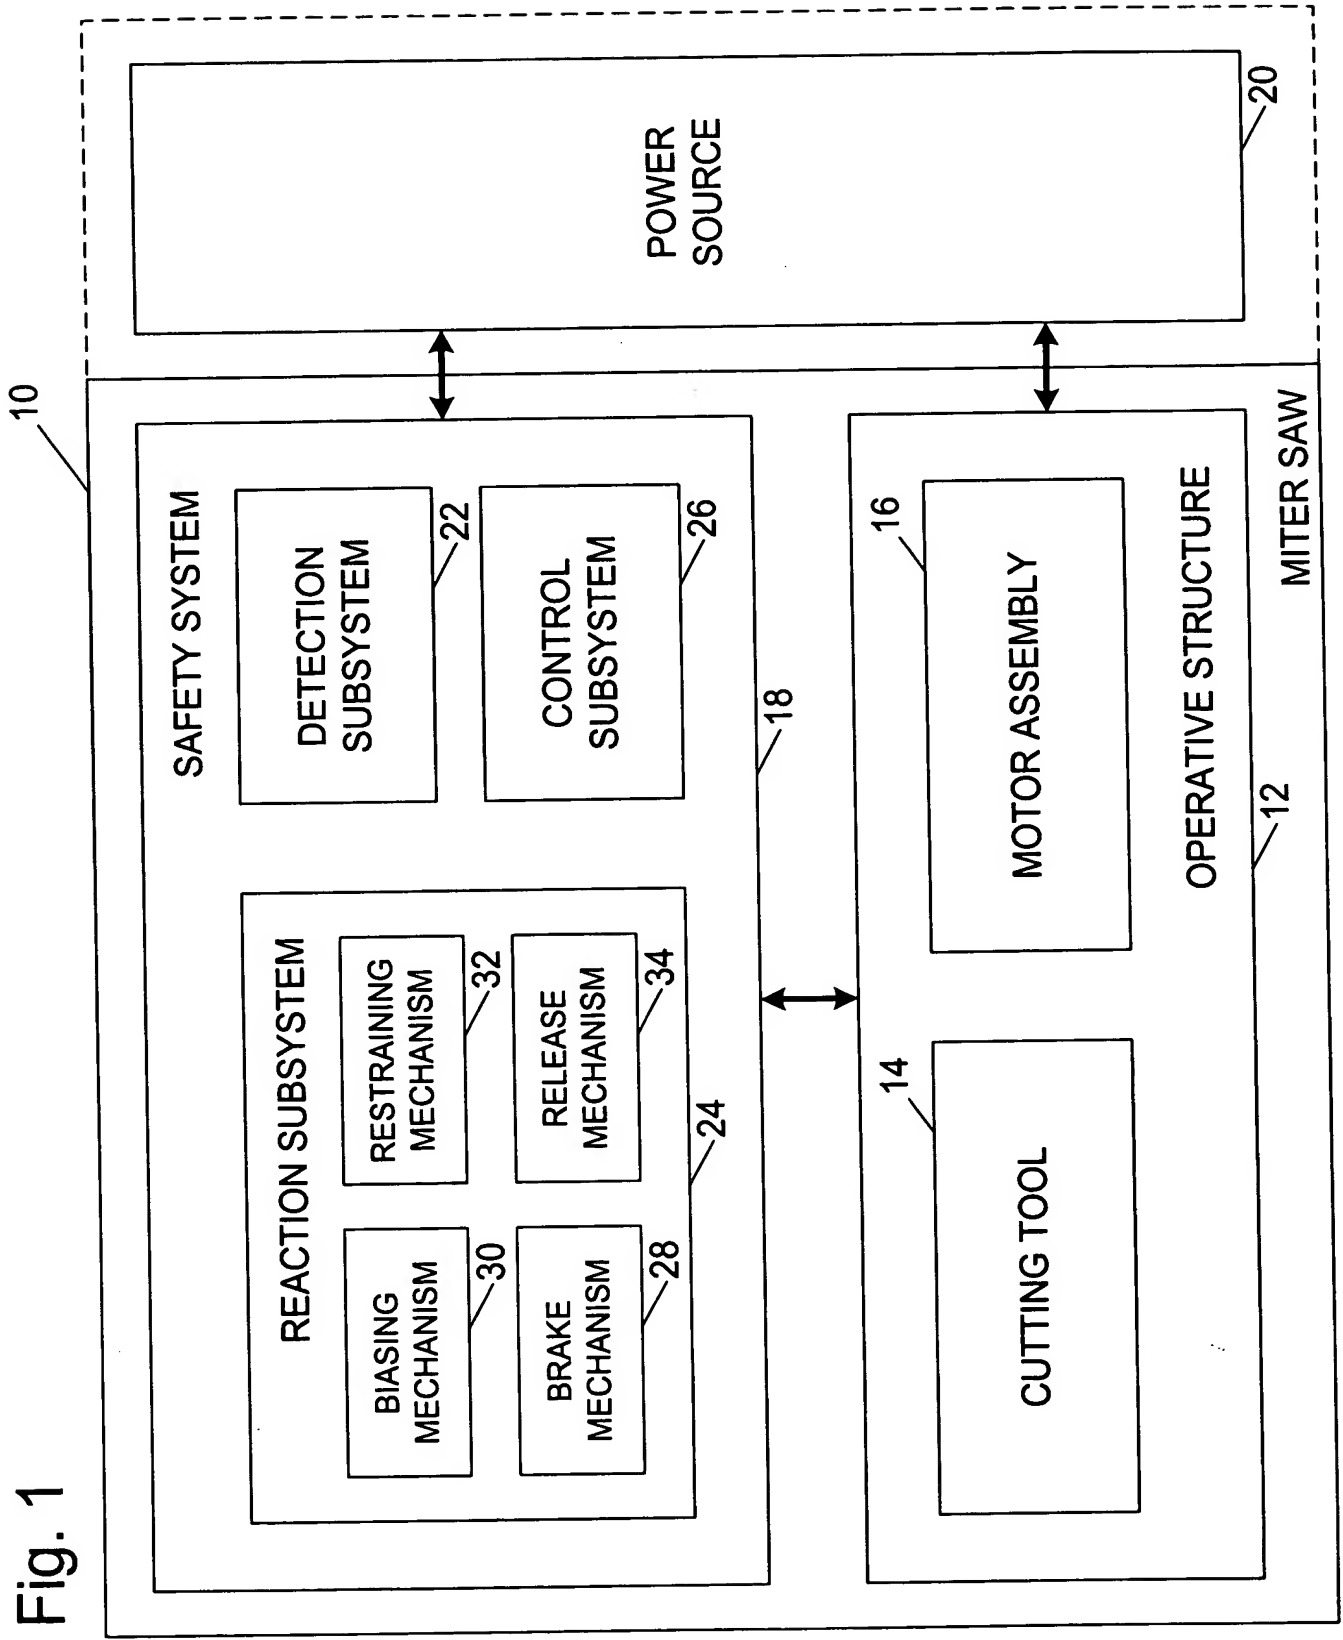 Fig. 1
10
SAFETY SYSTEM
REACTION SUBSYSTEM
BIASING
MECHANISM
30
RESTRAINING
MECHANISM
32
BRAKE
MECHANISM
28
RELEASE
MECHANISM
34
24
DETECTION
SUBSYSTEM
22
CONTROL
SUBSYSTEM
26
18
POWER
SOURCE
20
14
CUTTING TOOL
16
MOTOR ASSEMBLY
OPERATIVE STRUCTURE
12
MITER SAW